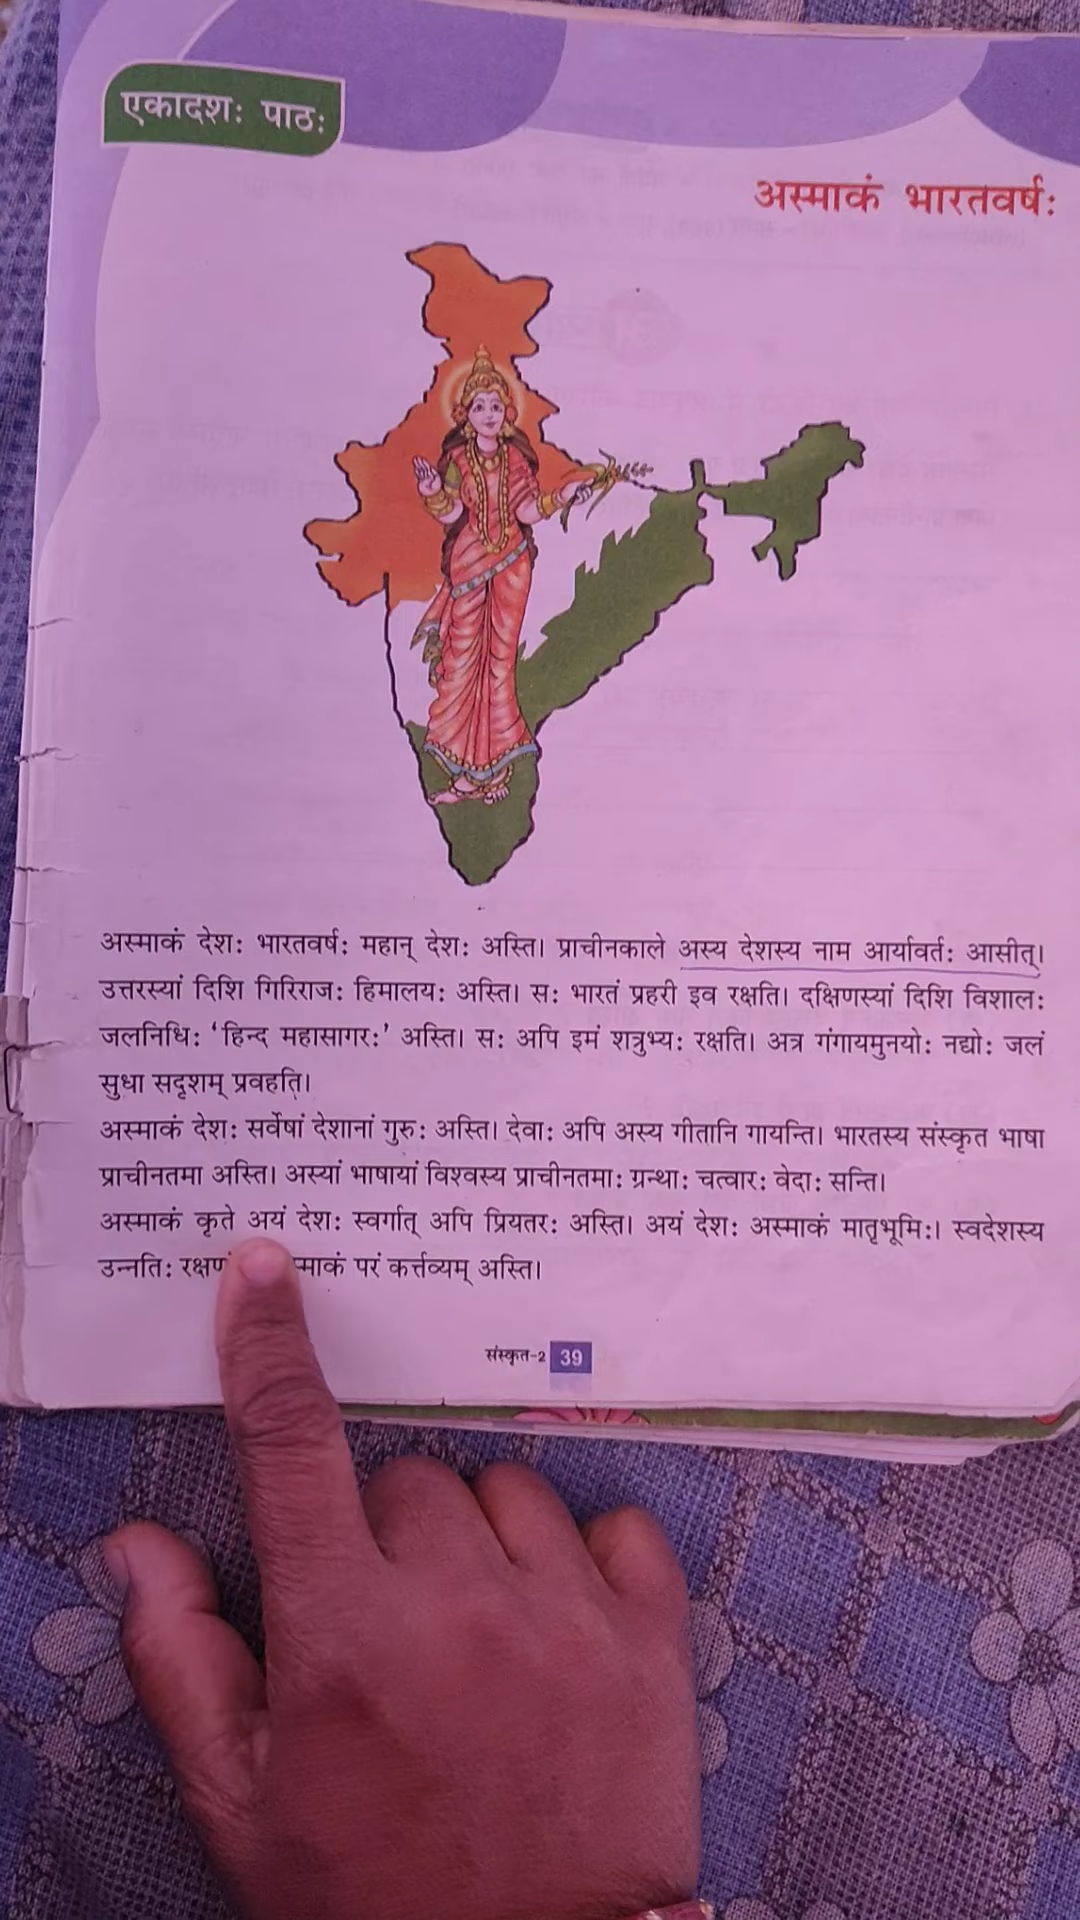 एकादशः पाठः
अस्माकं भारतवर्षः
अस्माकं देशः भारतवर्षः महान् देशः अस्ति। प्राचीनकाले अस्य देशस्य नाम आर्यावर्तः आसीत्।
उत्तरस्यां दिशि गिरिराजः हिमालयः अस्ति। सः भारतं प्रहरी इव रक्षति। दक्षिणस्यां दिशि विशालः
जलनिधिः ‘हिन्द महासागरः’ अस्ति। सः अपि इमं शत्रुभ्यः रक्षति। अत्र गंगायमुनयोः नद्योः जलं
सुधा सदृशम् प्रवहति।
अस्माकं देशः सर्वेषां देशानां गुरुः अस्ति। देवाः अपि अस्य गीतानि गायन्ति। भारतस्य संस्कृत भाषा
प्राचीनतमा अस्ति। अस्यां भाषायां विश्वस्य प्राचीनतमाः ग्रन्थाः चत्वारः वेदाः सन्ति।
अस्माकं कृते अयं देशः स्वर्गात् अपि प्रियतरः अस्ति। अयं देशः अस्माकं मातृभूमिः। स्वदेशस्य
उन्नतिः परं कर्त्तव्यम् अस्ति।
संस्कृत-2 39